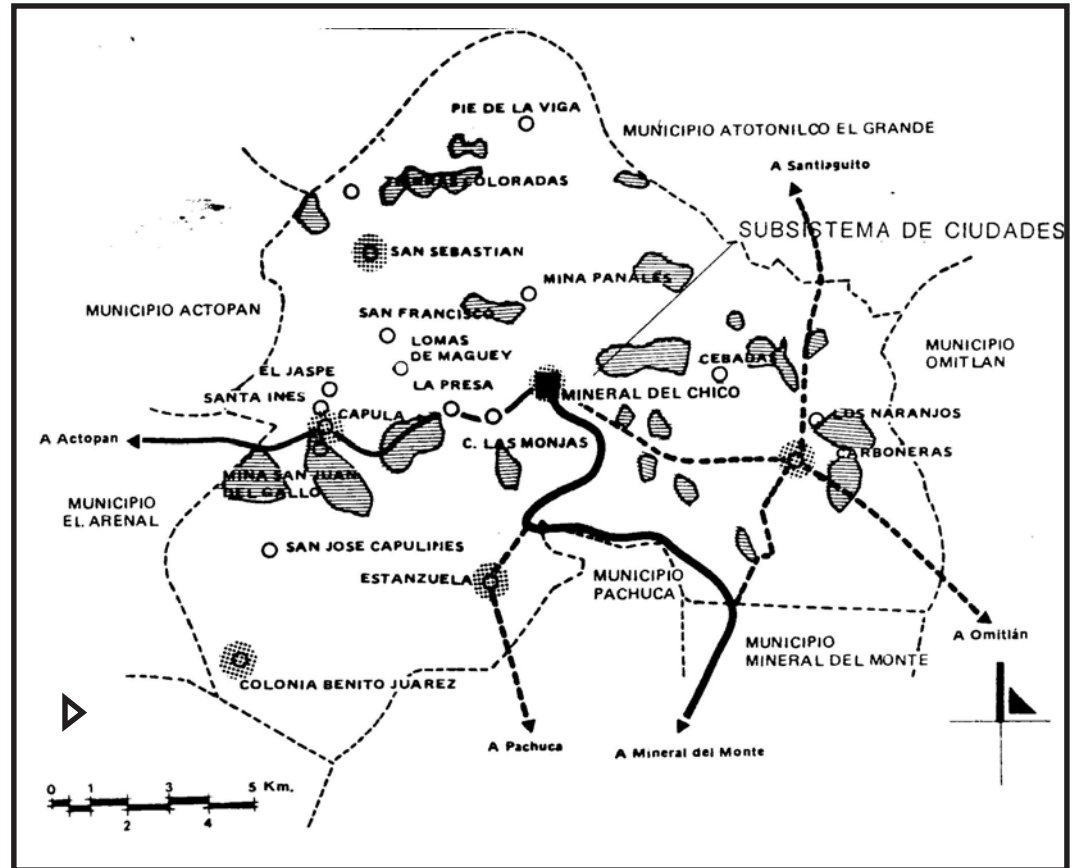 PIE DE LA VIGA
MUNICIPIO ATOTONILCO EL GRANDE
A Santiaguito
COLORADAS
SUBSISTEMA DE CIUDADES
SAN SEBASTIAN
MINA PANALES
MUNICIPIO ACTOPAN
SAN FRANCISCO
LOMAS
DE MAGUEY
MUNICIPIO
OMITLAN
CEBADAS
EL JASPE
LA PRESA
SANTA INES
MINERAL DEL CHICO
CAPULA
LOS NARANJOS
A Actopan
C. LAS MONJAS
CARBONERAS
MINA SAN JUAN
DEL GALLO
MUNICIPIO
EL ARENAL
SAN JOSE CAPULINES
ESTANZUELA
MUNICIPIO
PACHUCA
A Omitlán
MUNICIPIO
MINERAL DEL MONTE
COLONIA BENITO JUAREZ
A Pachuca
A Mineral del Monte
0 1 3 5 Km.
2 4